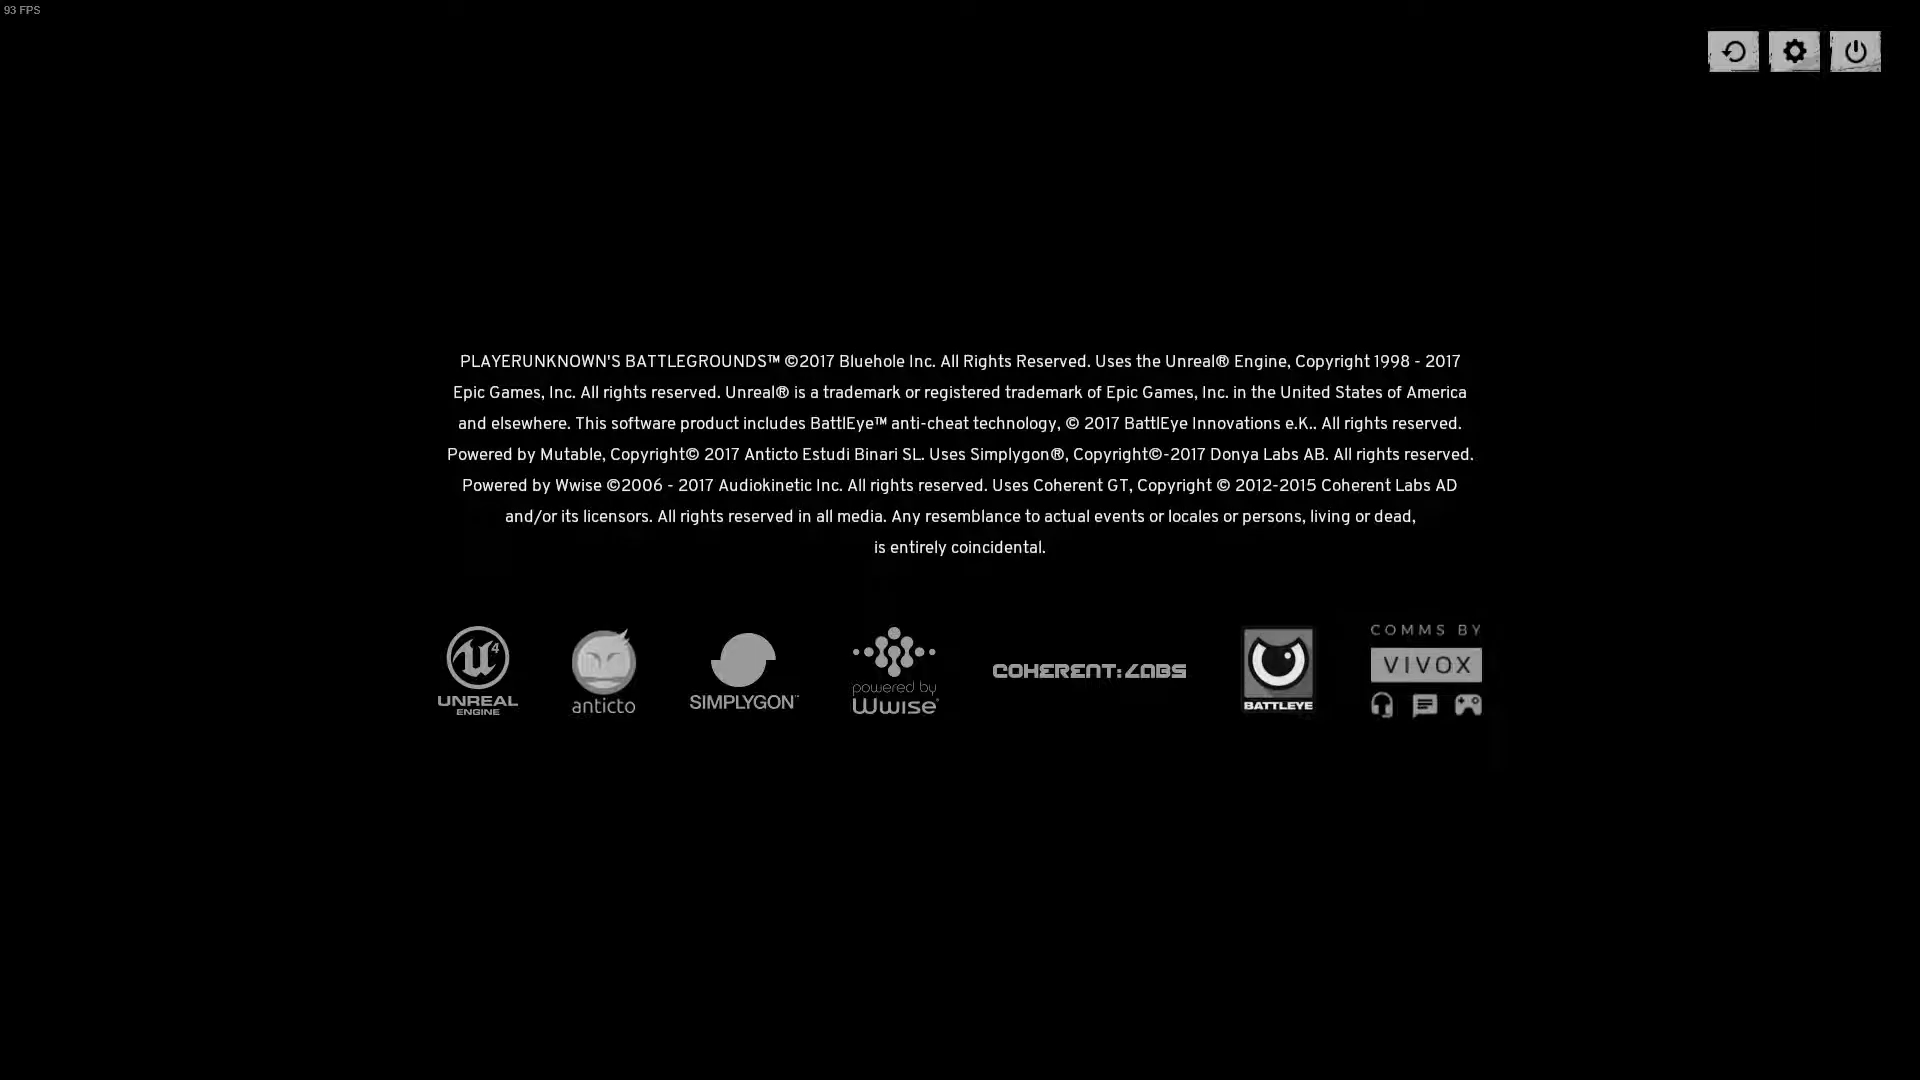 93 FPS
PLAYERUNKNOWN'S BATTLEGROUNDS™ ©2017 Bluehole Inc. All Rights Reserved. Uses the Unreal® Engine, Copyright 1998 - 2017
Epic Games, Inc. All rights reserved. Unreal® is a trademark or registered trademark of Epic Games, Inc. in the United States of America
and elsewhere. This software product includes BattlEye™ anti-cheat technology, © 2017 BattlEye Innovations e.K.. All rights reserved.
Powered by Mutable, Copyright© 2017 Anticto Estudi Binari SL. Uses Simplygon®, Copyright©-2017 Donya Labs AB. All rights reserved.
Powered by Wwise ©2006 - 2017 Audiokinetic Inc. All rights reserved. Uses Coherent GT, Copyright © 2012-2015 Coherent Labs AD
and/or its licensors. All rights reserved in all media. Any resemblance to actual events or locales or persons, living or dead,
is entirely coincidental.
U4
UNREAL
ENGINE
anticto
SIMPLYGON™
powered by
Wwise®
COHERENT:LABS
BATTLEYE
COMMS BY
VIVOX